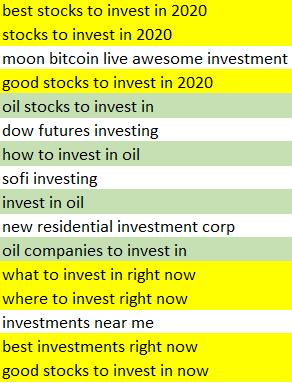 best stocks to invest in 2020
stocks to invest in 2020
moon bitcoin live awesome investment
good stocks to invest in 2020
oil stocks to invest in
dow futures investing
how to invest in oil
sofi investing
invest in oil
new residential investment corp
oil companies to invest in
what to invest in right now
where to invest right now
investments near me
best investments right now
good stocks to invest in now